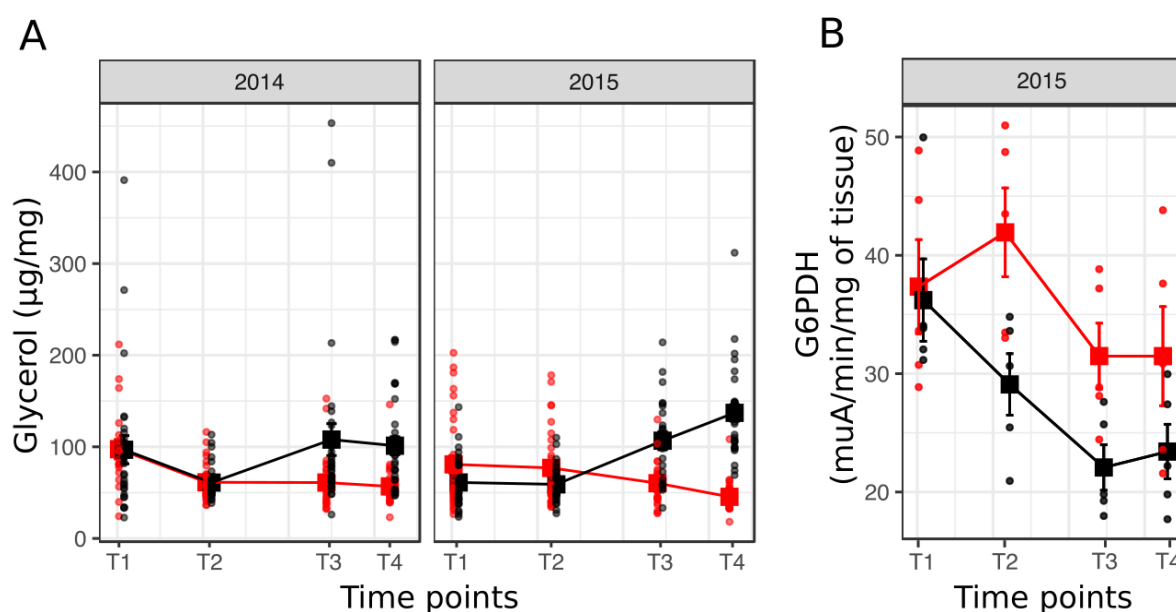 A
B
2014
2015
2015
Glycerol (µg/mg)
400
300
200
100
0
T1
T2
T3
T4
T1
T2
T3
T4
Time points
G6PDH
(muA/min/mg of tissue)
50
40
30
20
T1
T2
T3
T4
Time points